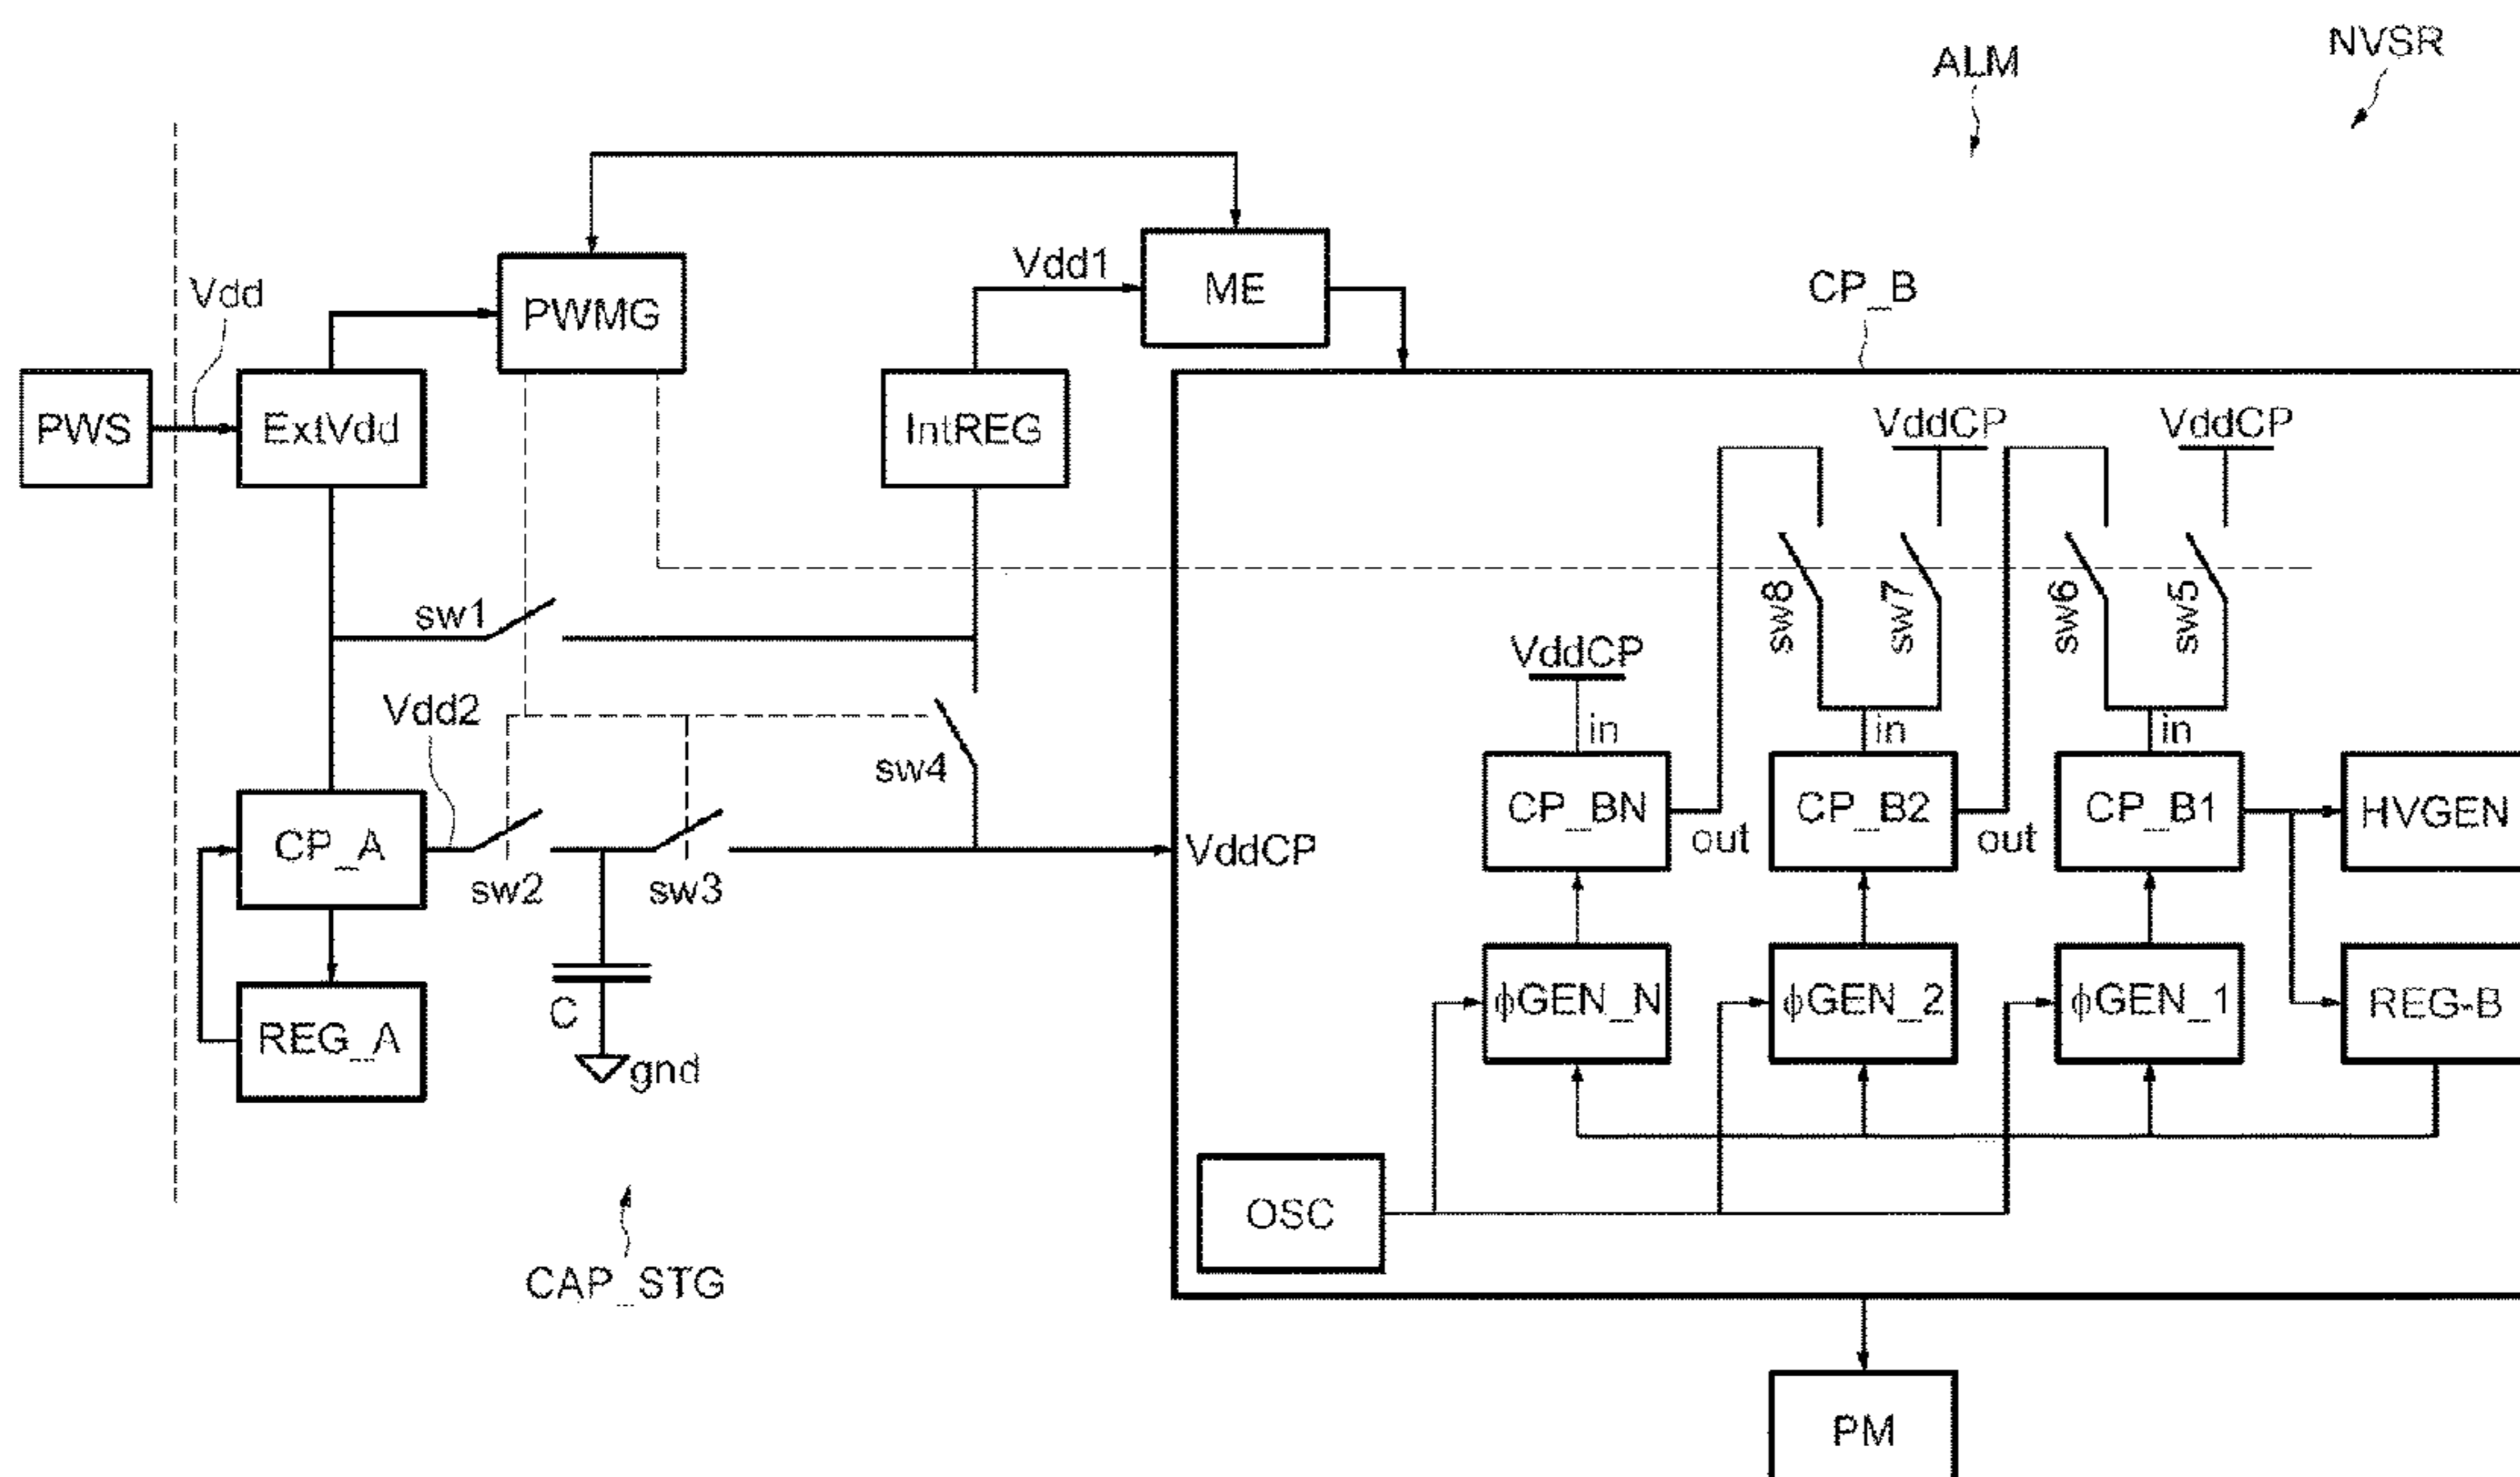 NVSR
ALM
Vdd
PWMG
Vdd1
ME
CP_B
PWS
ExtVdd
IntREG
VddCP
VddCP
sw1
sw8
sw7
sw6
sw5
VddCP
Vdd2
sw4
in
in
in
CP_A
sw2
sw3
VddCP
CP_BN
out
CP_B2
out
CP_B1
HVGEN
REG_A
C
gnd
ϕGEN_N
ϕGEN_2
ϕGEN_1
REG-B
OSC
CAP_STG
PM